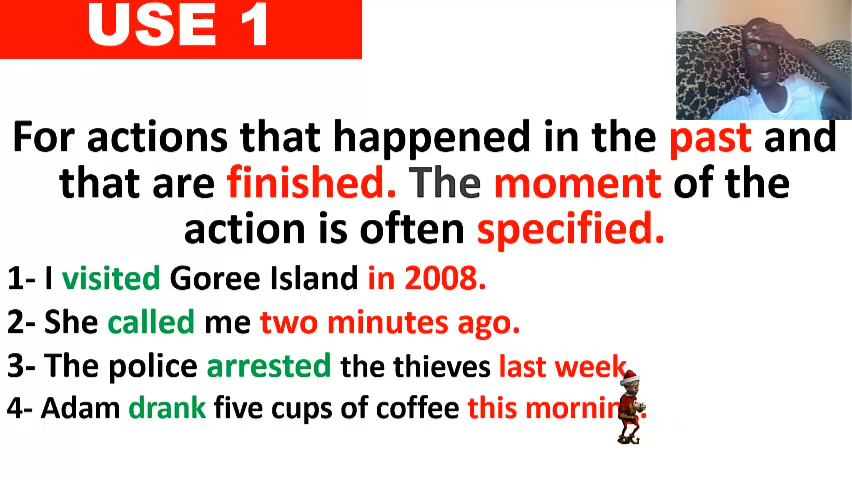 USE 1
For actions that happened in the past and
that are finished. The moment of the
action is often specified.
1- I visited Goree Island in 2008.
2- She called me two minutes ago.
3- The police arrested the thieves last week
4- Adam drank five cups of coffee this morning.